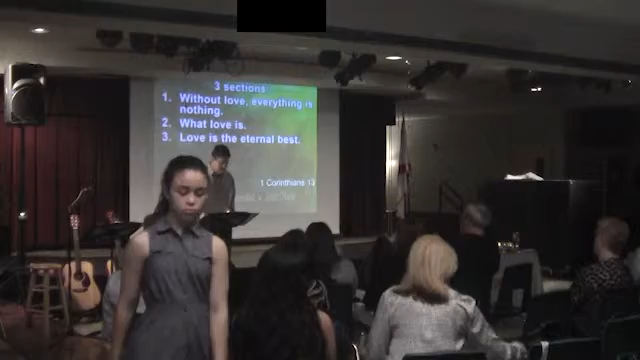 3 sections
1. Without love, everything is
nothing.
2. What love is.
3. Love is the eternal best.
1 Corinthians 13